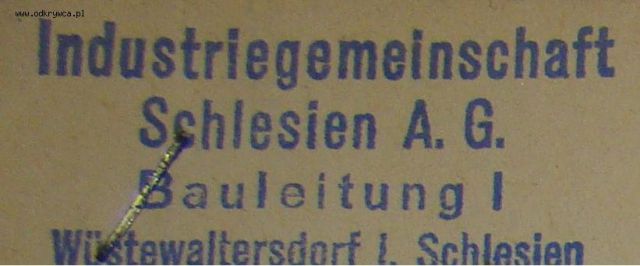 www.odkrywca.pl
Industriegemeinschaft
Schlesien A. G.
Bauleitung I
Wüstewaltersdorf i. Schlesien